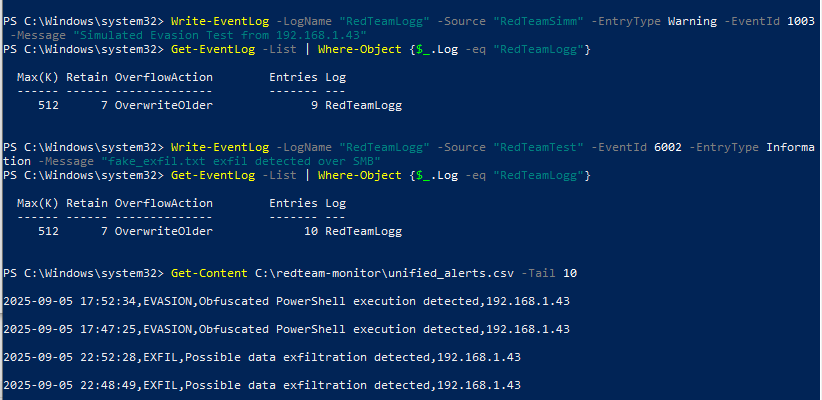 PS C:\Windows\system32> Write-EventLog -LogName "RedTeamLogg" -Source "RedTeamSimm" -EntryType Warning -EventId 1003
-Message "Simulated Evasion Test from 192.168.1.43"
PS C:\Windows\system32> Get-EventLog -List | Where-Object {$_.Log -eq "RedTeamLogg"}
Max(K) Retain OverflowAction Entries Log
------ ------ -------------- ------- ---
512 7 OverwriteOlder 9 RedTeamLogg
PS C:\Windows\system32> Write-EventLog -LogName "RedTeamLogg" -Source "RedTeamTest" -EventId 6002 -EntryType Informa
tion -Message "fake_exfil.txt exfil detected over SMB"
PS C:\Windows\system32> Get-EventLog -List | Where-Object {$_.Log -eq "RedTeamLogg"}
Max(K) Retain OverflowAction Entries Log
------ ------ -------------- ------- ---
512 7 OverwriteOlder 10 RedTeamLogg
PS C:\Windows\system32> Get-Content C:\redteam-monitor\unified_alerts.csv -Tail 10
2025-09-05 17:52:34,EVASION,Obfuscated PowerShell execution detected,192.168.1.43
2025-09-05 17:47:25,EVASION,Obfuscated PowerShell execution detected,192.168.1.43
2025-09-05 22:52:28,EXFIL,Possible data exfiltration detected,192.168.1.43
2025-09-05 22:48:49,EXFIL,Possible data exfiltration detected,192.168.1.43